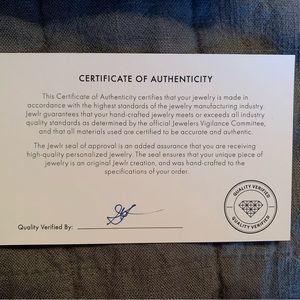 CERTIFICATE OF AUTHENTICITY
This Certificate of Authenticity certifies that your jewelry is made in
accordance with the highest standards of the jewelry manufacturing industry.
Jewlr guarantees that your hand-crafted jewelry meets or exceeds all industry
quality standards as determined by the official Jewelers Vigilance Committee,
and that all materials used are certified to be accurate and authentic.
The Jewlr seal of approval is an added assurance that you are receiving
high-quality personalized jewelry. The seal ensures that your unique piece of
jewelry is an original Jewlr creation, and was hand-crafted to the
specifications of your order.
Quality Verified By:
QUALITY VERIFIED
QUALITY VERIFIED